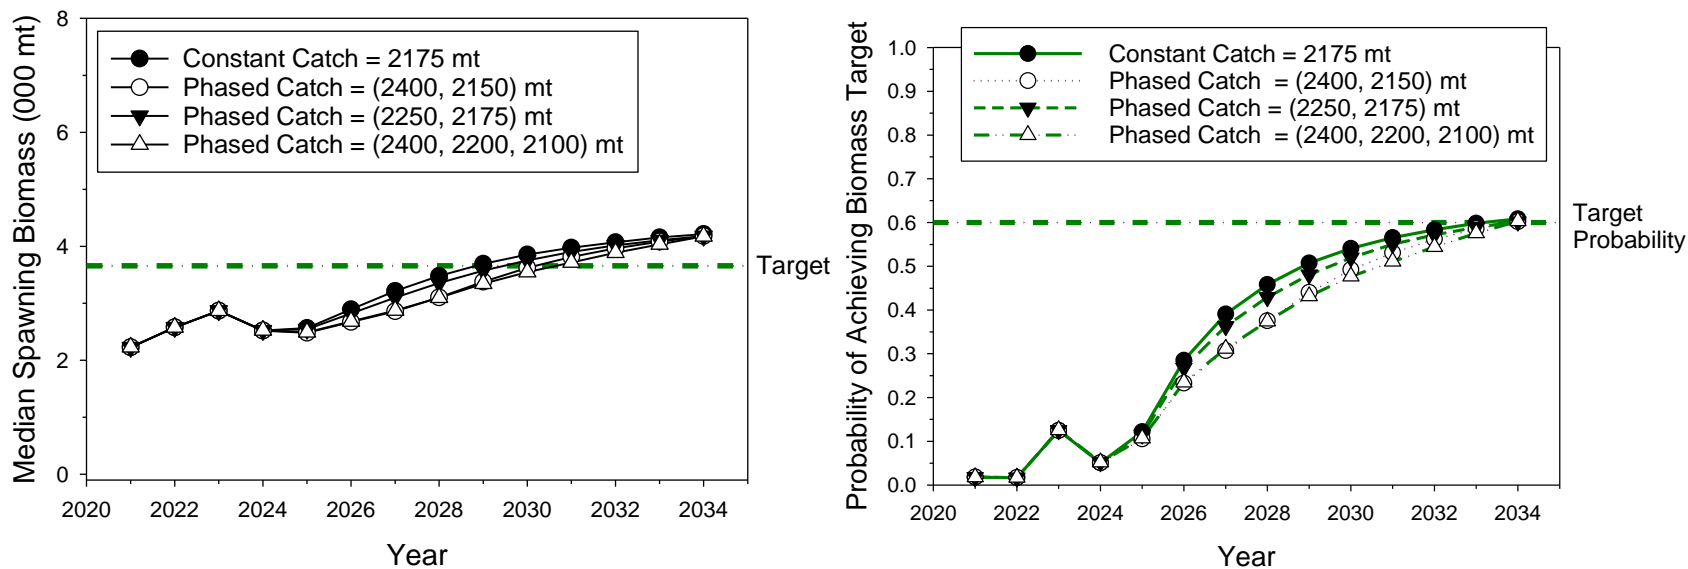 8
6
4
2
0
Median Spawning Biomass (000 mt)
Constant Catch = 2175 mt
Phased Catch = (2400, 2150) mt
Phased Catch = (2250, 2175) mt
Phased Catch = (2400, 2200, 2100) mt
Target
2020 2022 2024 2026 2028 2030 2032 2034
Year
1.0
0.9
0.8
0.7
0.6
0.5
0.4
0.3
0.2
0.1
0.0
Probability of Achieving Biomass Target
Constant Catch = 2175 mt
Phased Catch = (2400, 2150) mt
Phased Catch = (2250, 2175) mt
Phased Catch = (2400, 2200, 2100) mt
Target
Probability
2020 2022 2024 2026 2028 2030 2032 2034
Year